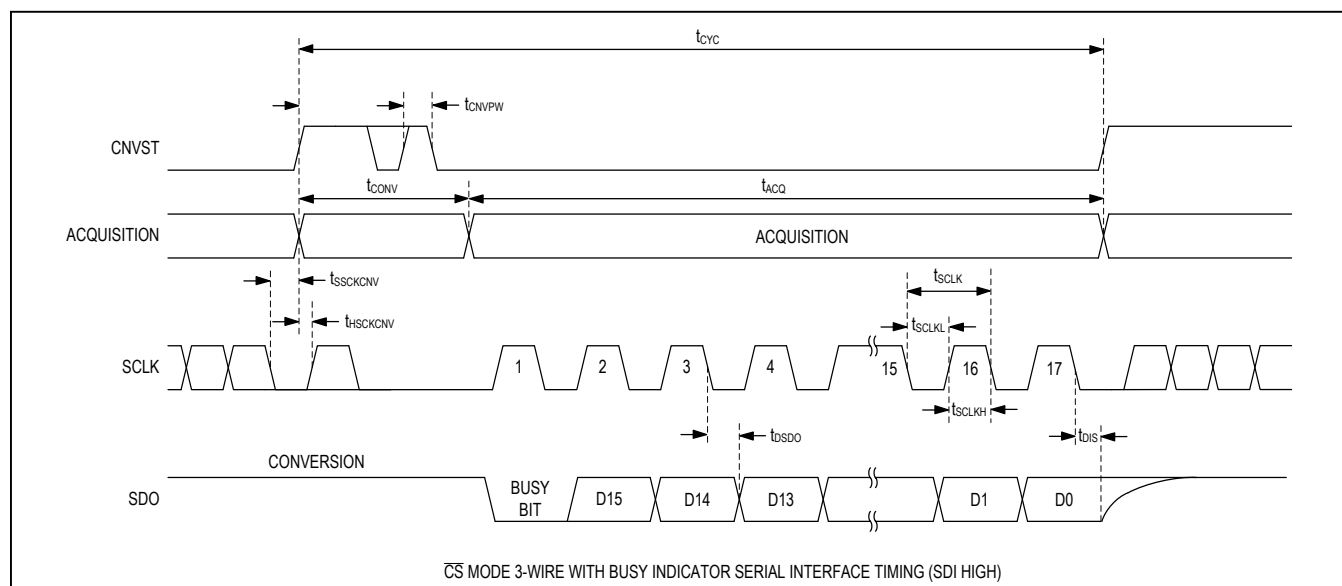 tCYC
tCNVPW
CNVST
tCONV
tACQ
ACQUISITION
ACQUISITION
tSSCKCNV
tSCLK
tHSCKCNV
tSCLKL
SCLK
1 2 3 4 15 16 17
tDSDO
tSCLKH
tDIS
CONVERSION
SDO
BUSY
BIT
D15 D14 D13 D1 D0
CS MODE 3-WIRE WITH BUSY INDICATOR SERIAL INTERFACE TIMING (SDI HIGH)